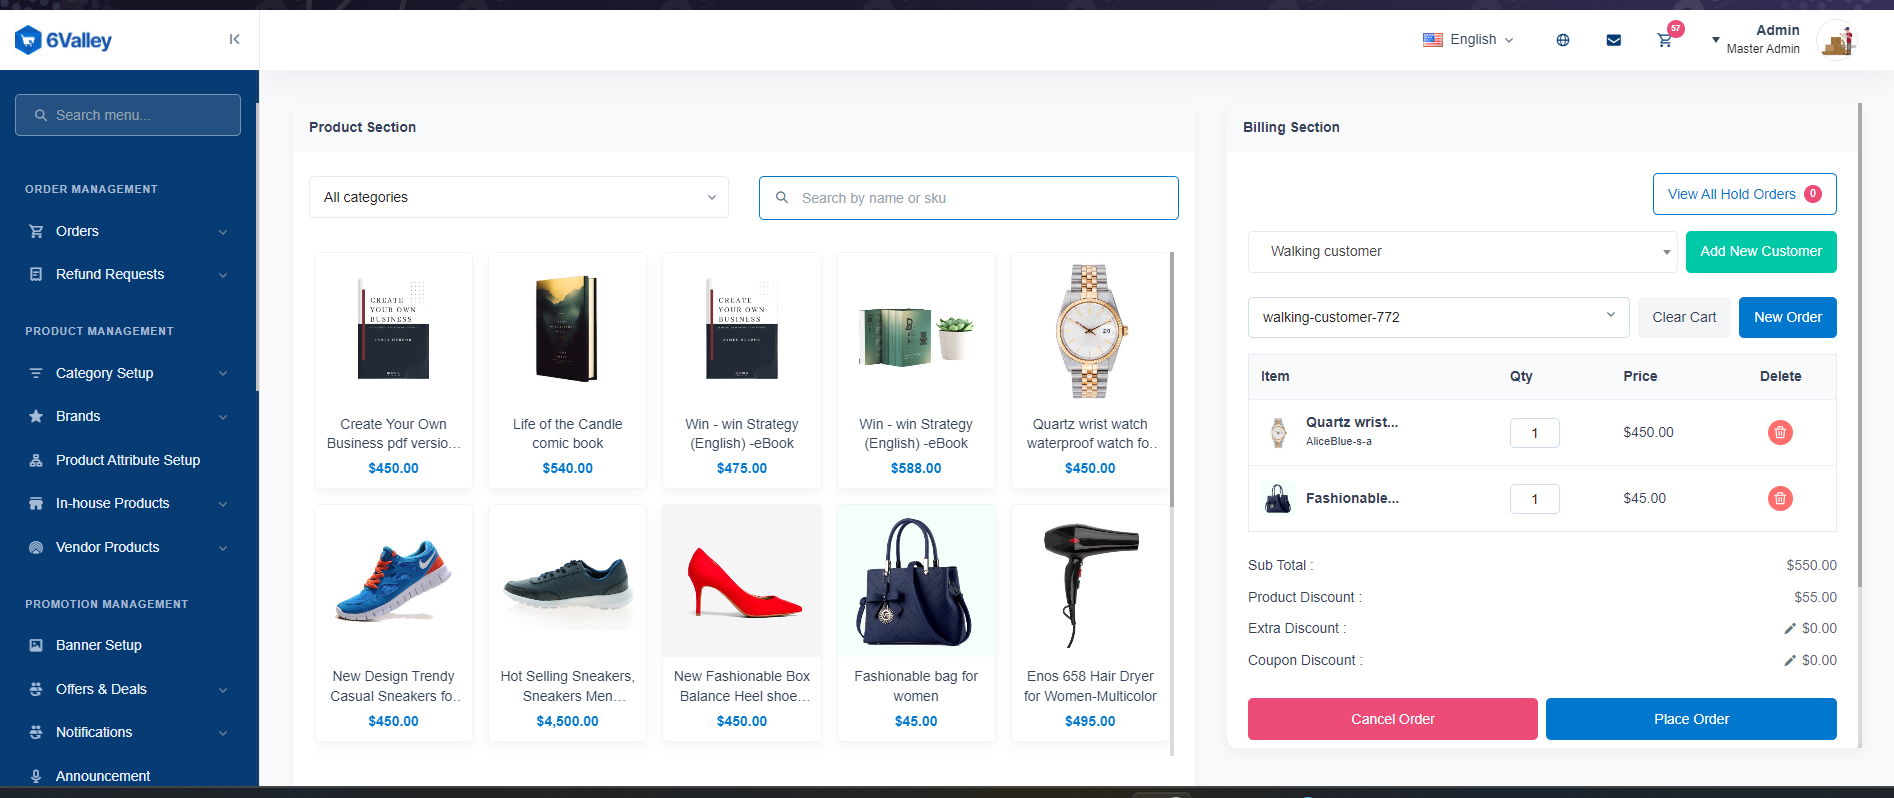 6Valley
English
57
Admin
Master Admin
Search menu...
ORDER MANAGEMENT
Orders
Refund Requests
PRODUCT MANAGEMENT
Category Setup
Brands
Product Attribute Setup
In-house Products
Vendor Products
PROMOTION MANAGEMENT
Banner Setup
Offers & Deals
Notifications
Announcement
Product Section
All categories
Search by name or sku
CREATE
YOUR OWN
BUSINESS
CREATE
YOUR OWN
BUSINESS
20
Create Your Own
Business pdf versio...
$450.00
Life of the Candle
comic book
$540.00
Win - win Strategy
(English) -eBook
$475.00
Win - win Strategy
(English) -eBook
$588.00
Quartz wrist watch
waterproof watch fo..
$450.00
New Design Trendy
Casual Sneakers fo..
$450.00
Hot Selling Sneakers,
Sneakers Men...
$4,500.00
New Fashionable Box
Balance Heel shoe...
$450.00
Fashionable bag for
women
$45.00
Enos 658 Hair Dryer
for Women-Multicolor
$495.00
Billing Section
View All Hold Orders 0
Walking customer
Add New Customer
walking-customer-772
Clear Cart
New Order
Item Qty Price Delete
Quartz wrist...
AliceBlue-s-a
1
$450.00
Fashionable...
1
$45.00
Sub Total : $550.00
Product Discount : $55.00
Extra Discount : $0.00
Coupon Discount : $0.00
Cancel Order
Place Order